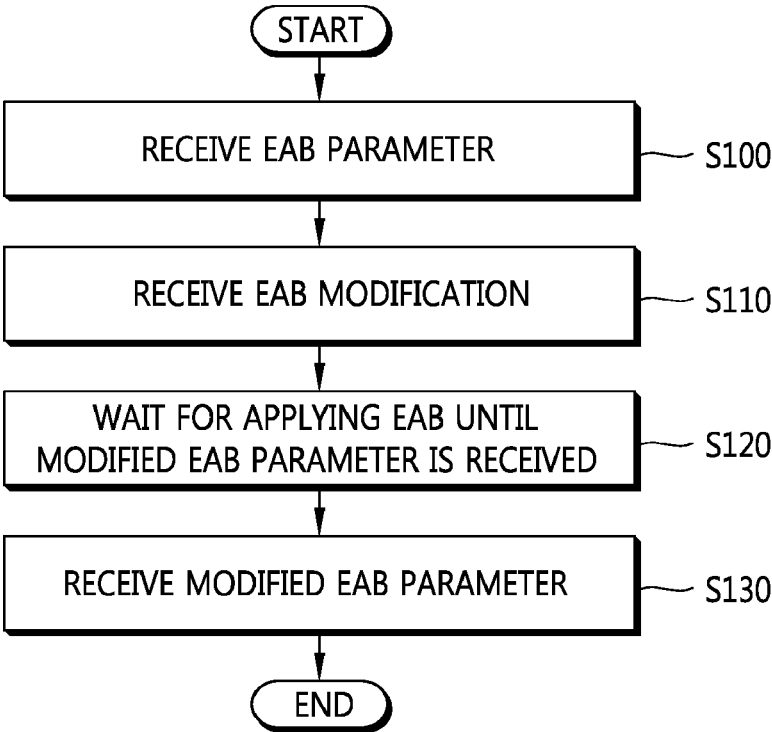 START
RECEIVE EAB PARAMETER
S100
RECEIVE EAB MODIFICATION
S110
WAIT FOR APPLYING EAB UNTIL
MODIFIED EAB PARAMETER IS RECEIVED
S120
RECEIVE MODIFIED EAB PARAMETER
S130
END